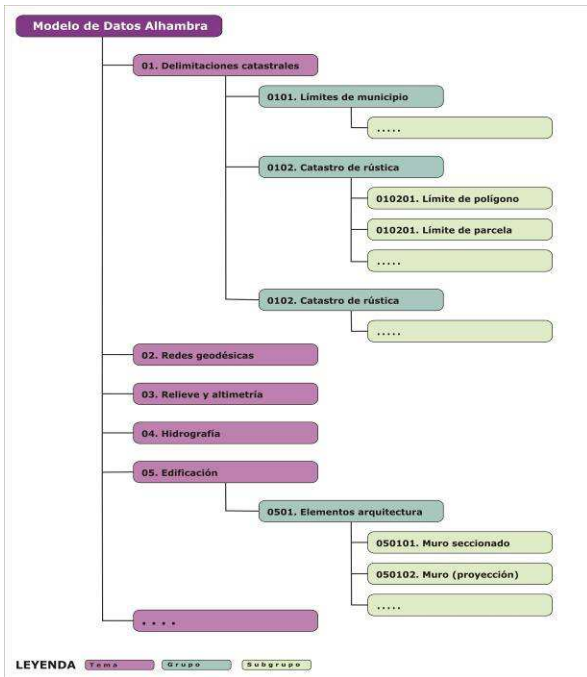 Modelo de Datos Alhambra
01. Delimitaciones catastrales
0101. Límites de municipio
.....
0102. Catastro de rústica
010201. Límite de polígono
010201. Límite de parcela
.....
0102. Catastro de rústica
.....
02. Redes geodésicas
03. Relieve y altimetría
04. Hidrografía
05. Edificación
0501. Elementos arquitectura
050101. Muro seccionado
050102. Muro (proyección)
.....
. . . .
LEYENDA Tema Grupo Subgrupo